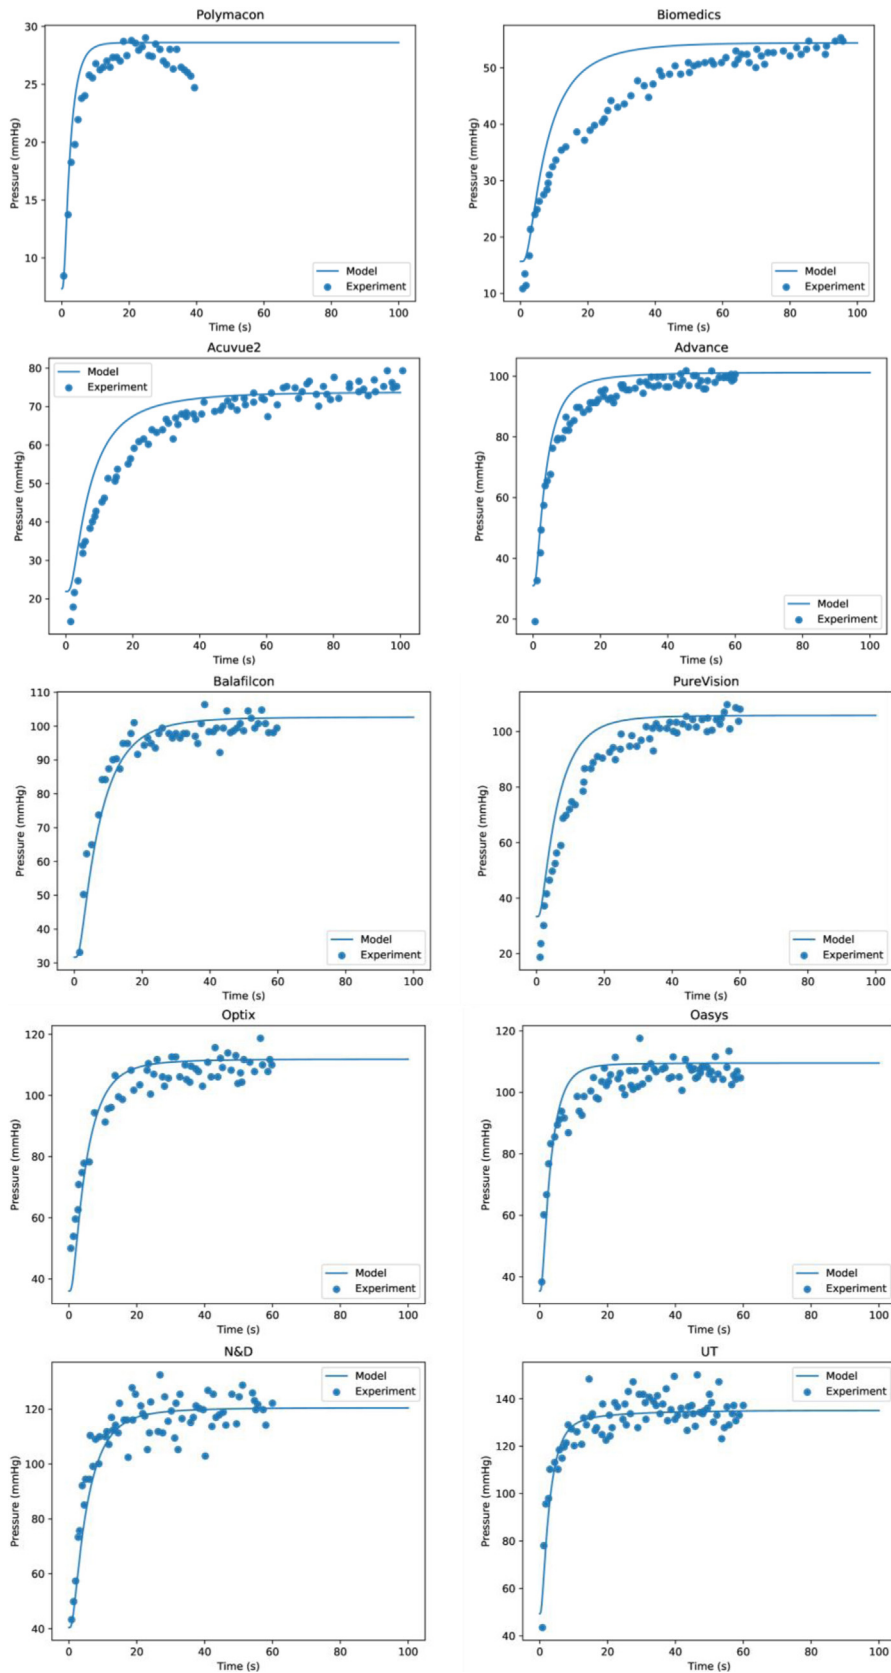 Polymacon
Pressure (mmHg)
30
25
20
15
10
0 20 40 60 80 100
Time (s)
Model
Experiment
Biomedics
Pressure (mmHg)
50
40
30
20
10
0 20 40 60 80 100
Time (s)
Model
Experiment
Acuvue2
Pressure (mmHg)
80
70
60
50
40
30
20
0 20 40 60 80 100
Time (s)
Model
Experiment
Advance
Pressure (mmHg)
100
80
60
40
20
0 20 40 60 80 100
Time (s)
Model
Experiment
Balafilcon
Pressure (mmHg)
110
100
90
80
70
60
50
40
30
0 20 40 60 80 100
Time (s)
Model
Experiment
PureVision
Pressure (mmHg)
100
80
60
40
20
0 20 40 60 80 100
Time (s)
Model
Experiment
Optix
Pressure (mmHg)
120
100
80
60
40
0 20 40 60 80 100
Time (s)
Model
Experiment
Oasys
Pressure (mmHg)
120
100
80
60
40
0 20 40 60 80 100
Time (s)
Model
Experiment
N&D
Pressure (mmHg)
120
100
80
60
40
0 20 40 60 80 100
Time (s)
Model
Experiment
UT
Pressure (mmHg)
140
120
100
80
60
40
0 20 40 60 80 100
Time (s)
Model
Experiment